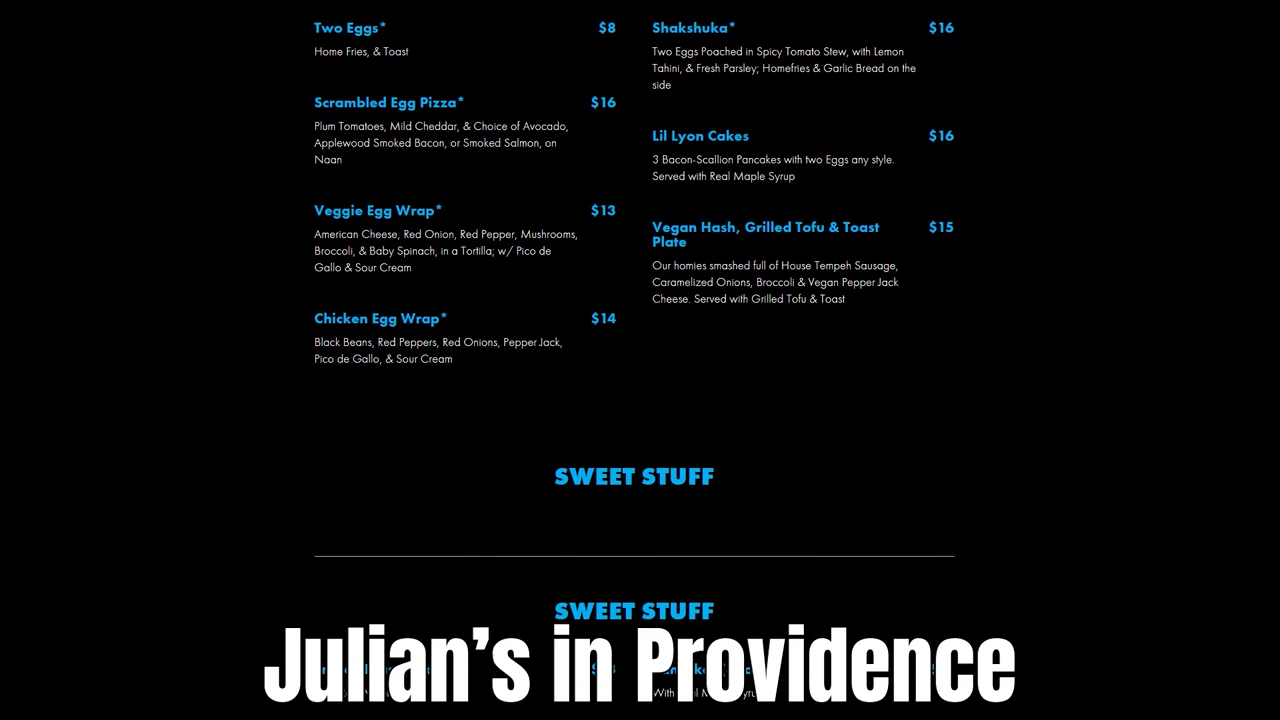 Two Eggs* $8
Home Fries, & Toast
Scrambled Egg Pizza* $16
Plum Tomatoes, Mild Cheddar, & Choice of Avocado,
Applewood Smoked Bacon, or Smoked Salmon, on
Naan
Veggie Egg Wrap* $13
American Cheese, Red Onion, Red Pepper, Mushrooms,
Broccoli, & Baby Spinach, in a Tortilla; w/ Pico de
Gallo & Sour Cream
Chicken Egg Wrap* $14
Black Beans, Red Peppers, Red Onions, Pepper Jack,
Pico de Gallo, & Sour Cream
Shakshuka* $16
Two Eggs Poached in Spicy Tomato Stew, with Lemon
Tahini, & Fresh Parsley; Homefries & Garlic Bread on the
side
Lil Lyon Cakes $16
3 Bacon-Scallion Pancakes with two Eggs any style.
Served with Real Maple Syrup
Vegan Hash, Grilled Tofu & Toast $15
Plate
Our homies smashed full of House Tempeh Sausage,
Caramelized Onions, Broccoli & Vegan Pepper Jack
Cheese. Served with Grilled Tofu & Toast
SWEET STUFF
SWEET STUFF
With
Julian's in Providence